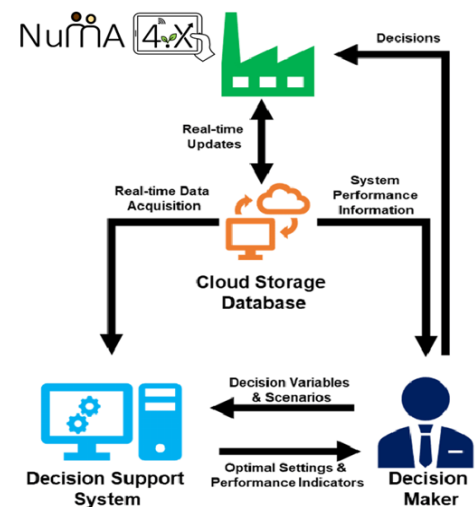 NuMA 4.X
Decisions
Real-time
Updates
Real-time Data
Acquisition
System
Performance
Information
Cloud Storage
Database
Decision Variables
& Scenarios
Optimal Settings &
Performance Indicators
Decision Support
System
Decision
Maker